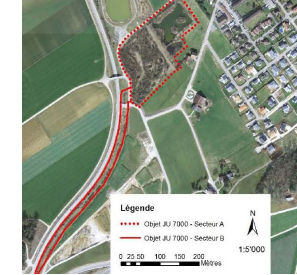 Légende
N
Objet JU 7000 - Secteur A
Objet JU 7000 - Secteur B
1:5'000
0 25 50 100 150 200
Mètres